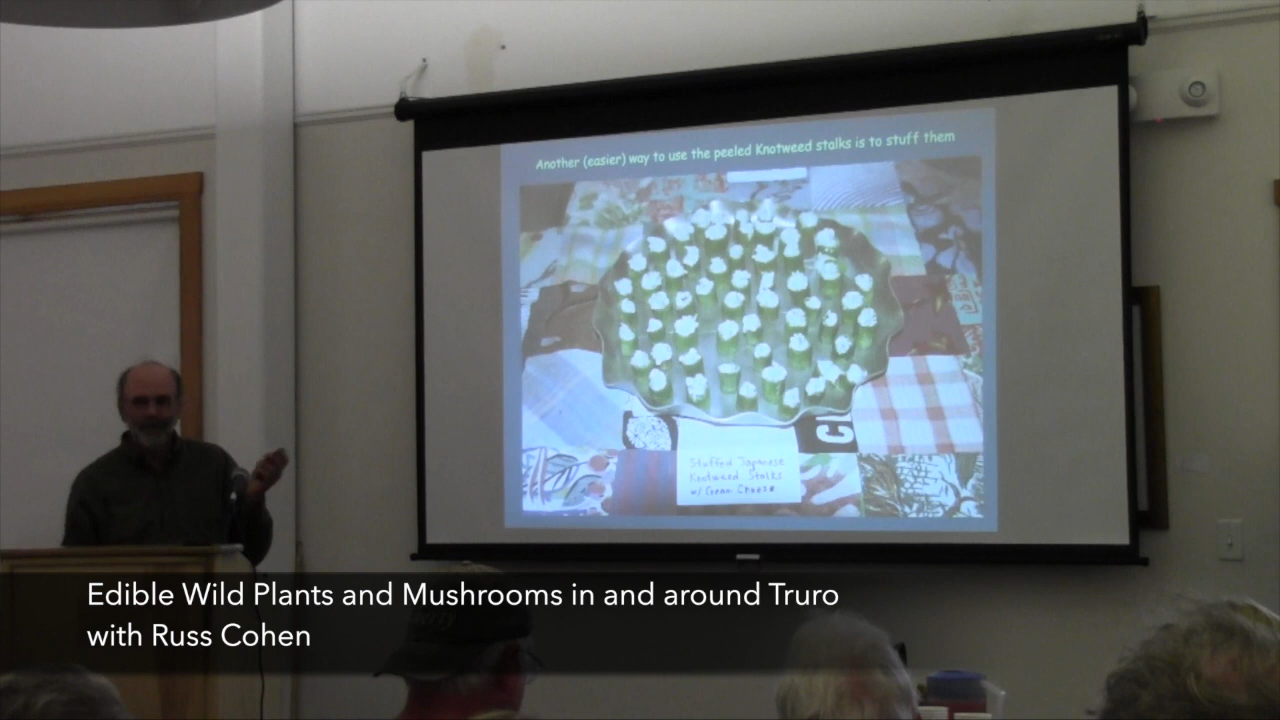 Another (easier) way to use the peeled Knotweed stalks is to stuff them
Stuffed Japanese
Knotweed Stalks
w/ Cream Cheese
Edible Wild Plants and Mushrooms in and around Truro
with Russ Cohen